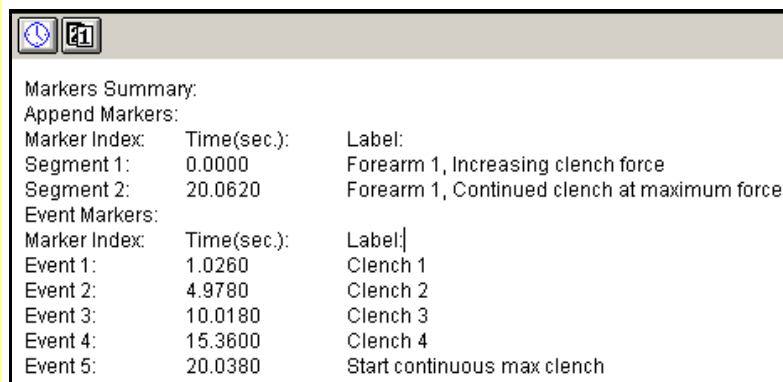 Markers Summary:
Append Markers:
Marker Index: Time(sec.): Label:
Segment 1: 0.0000 Forearm 1, Increasing clench force
Segment 2: 20.0620 Forearm 1, Continued clench at maximum force
Event Markers:
Marker Index: Time(sec.): Label:
Event 1: 1.0260 Clench 1
Event 2: 4.9780 Clench 2
Event 3: 10.0180 Clench 3
Event 4: 15.3600 Clench 4
Event 5: 20.0380 Start continuous max clench